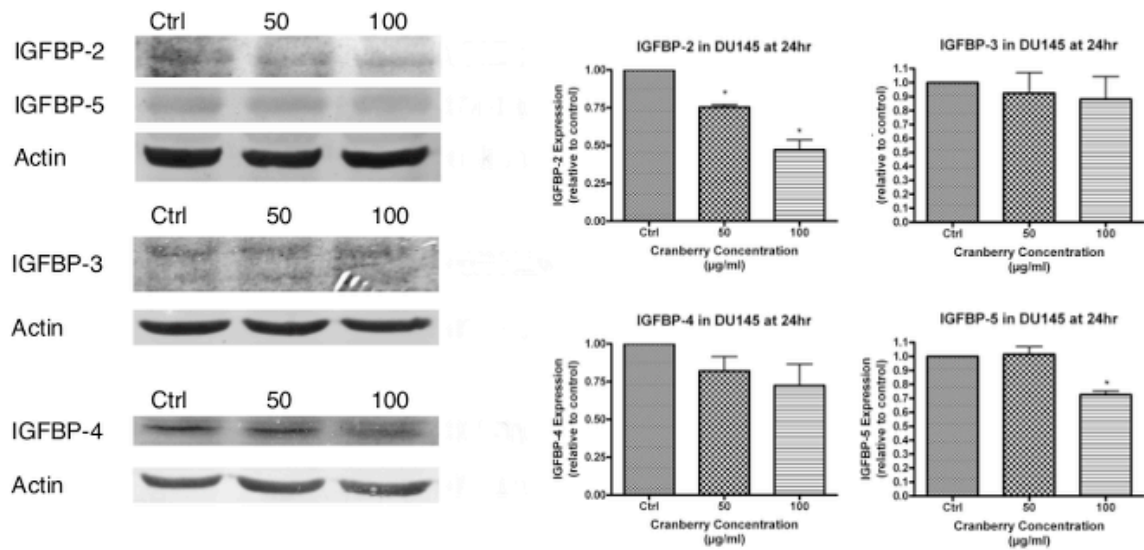 Ctrl 50 100
IGFBP-2
IGFBP-5
Actin
Ctrl 50 100
IGFBP-3
Actin
Ctrl 50 100
IGFBP-4
Actin
IGFBP-2 in DU145 at 24hr
IGFBP-2 Expression
(relative to control)
1.00
0.75
0.50
0.25
0.00
*
*
Ctrl 50 100
Cranberry Concentration
(µg/ml)
IGFBP-3 in DU145 at 24hr
(relative to control)
1.1
1.0
0.9
0.8
0.7
0.6
0.5
0.4
0.3
0.2
0.1
0.0
Ctrl 50 100
Cranberry Concentration
(µg/ml)
IGFBP-4 in DU145 at 24hr
IGFBP-4 Expression
(relative to control)
1.00
0.75
0.50
0.25
0.00
Ctrl 50 100
Cranberry Concentration
(µg/ml)
IGFBP-5 in DU145 at 24hr
IGFBP-5 Expression
(relative to control)
1.1
1.0
0.9
0.8
0.7
0.6
0.5
0.4
0.3
0.2
0.1
0.0
*
Ctrl 50 100
Cranberry Concentration
(µg/ml)